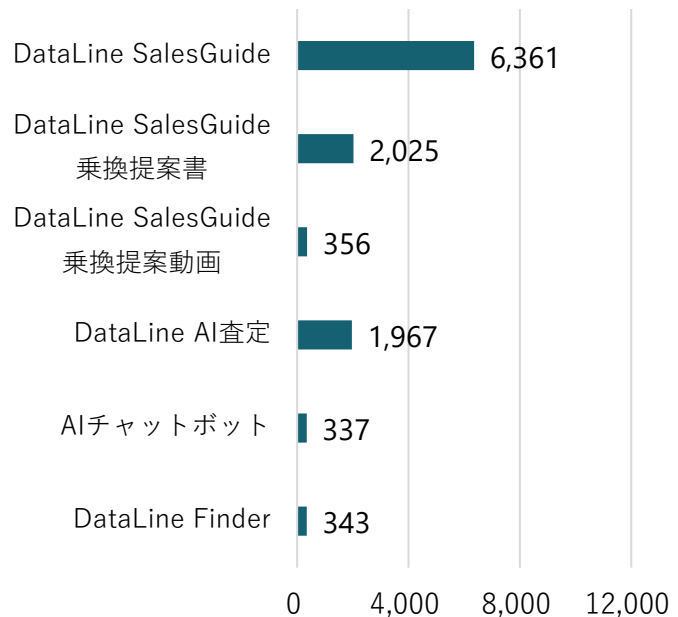 DataLine SalesGuide
6,361
DataLine SalesGuide
乗換提案書
2,025
DataLine SalesGuide
乗換提案動画
356
DataLine AI査定
1,967
AIチャットボット
337
DataLine Finder
343
0 4,000 8,000 12,000